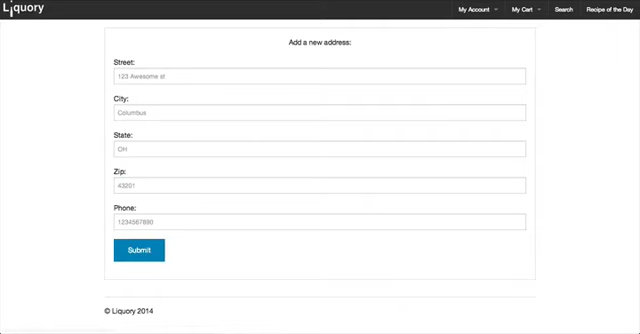 Liquory
My Account
My Cart
Search
Recipe of the Day
Add a new address:
Street:
123 Awesome st
City:
Columbus
State:
OH
Zip:
43201
Phone:
1234567890
Submit
© Liquory 2014